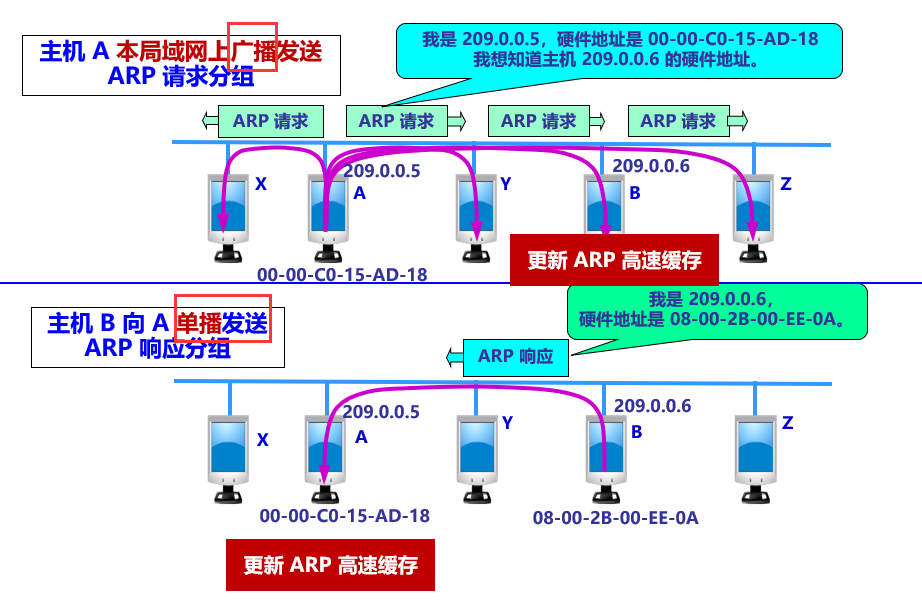 主机 A 本局域网上广播发送
ARP 请求分组
我是 209.0.0.5，硬件地址是 00-00-C0-15-AD-18
我想知道主机 209.0.0.6 的硬件地址。
ARP 请求
ARP 请求
ARP 请求
ARP 请求
209.0.0.5
209.0.0.6
X
A
Y
B
Z
00-00-C0-15-AD-18
更新 ARP 高速缓存
主机 B 向 A 单播发送
ARP 响应分组
我是 209.0.0.6，
硬件地址是 08-00-2B-00-EE-0A。
ARP 响应
209.0.0.5
209.0.0.6
X
A
Y
B
Z
00-00-C0-15-AD-18
08-00-2B-00-EE-0A
更新 ARP 高速缓存